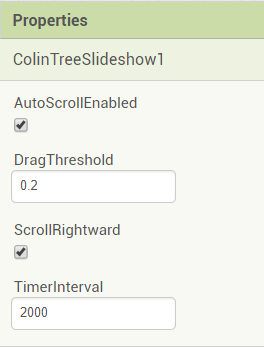 Properties
ColinTreeSlideshow1
AutoScrollEnabled
DragThreshold
0.2
ScrollRightward
TimerInterval
2000